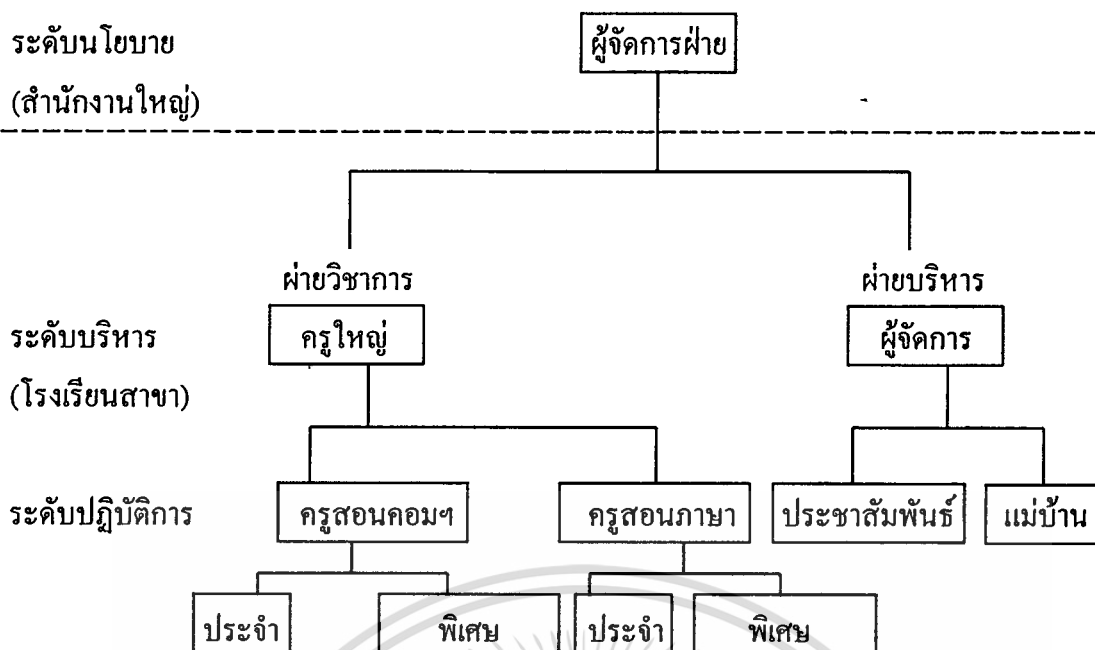 ระดับนโยบาย
ผู้จัดการฝ่าย
(สำนักงานใหญ่)
ฝ่ายวิชาการ
ฝ่ายบริหาร
ระดับบริหาร
ครูใหญ่
ผู้จัดการ
(โรงเรียนสาขา)
ระดับปฏิบัติการ
ครูสอนคอมฯ
ครูสอนภาษา
ประชาสัมพันธ์
แม่บ้าน
ประจำ
พิเศษ
ประจำ
พิเศษ